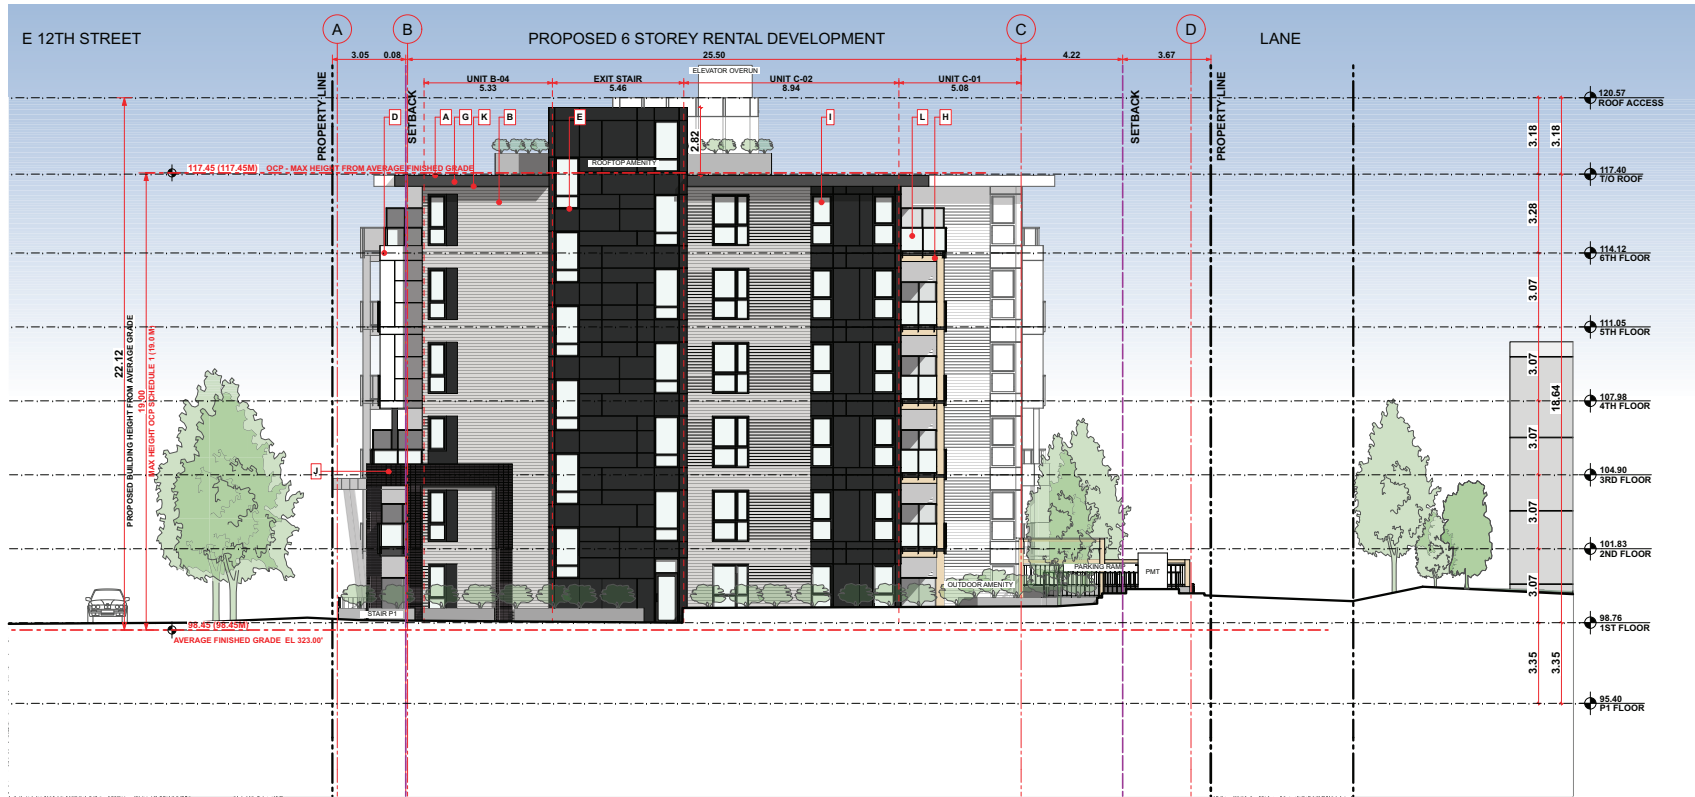 E 12TH STREET
PROPOSED 6 STOREY RENTAL DEVELOPMENT
LANE
A
B
C
D
3.05
0.08
25.50
4.22
3.67
PROPERTY LINE
SETBACK
SETBACK
PROPERTY LINE
UNIT B-04
5.33
EXIT STAIR
5.46
ELEVATOR OVERUN
UNIT C-02
8.94
UNIT C-01
5.08
D
A
G
K
B
E
I
L
H
2.82
ROOFTOP AMENITY
117.45 (117.45M)
OCP - MAX HEIGHT FROM AVERAGE FINISHED GRADE
120.57
ROOF ACCESS
3.18
3.18
117.40
T/O ROOF
3.28
114.12
6TH FLOOR
3.07
111.05
5TH FLOOR
3.07
107.98
4TH FLOOR
18.64
3.07
104.90
3RD FLOOR
3.07
101.83
2ND FLOOR
3.07
98.76
1ST FLOOR
3.35
3.35
95.40
P1 FLOOR
22.12
PROPOSED BUILDING HEIGHT FROM AVERAGE GRADE
19.00
MAX HEIGHT OCP SCHEDULE 1 (19.0 M)
J
STAIR P1
OUTDOOR AMENITY
PARKING RAMP
PMT
98.45 (98.45M)
AVERAGE FINISHED GRADE EL 323.00'